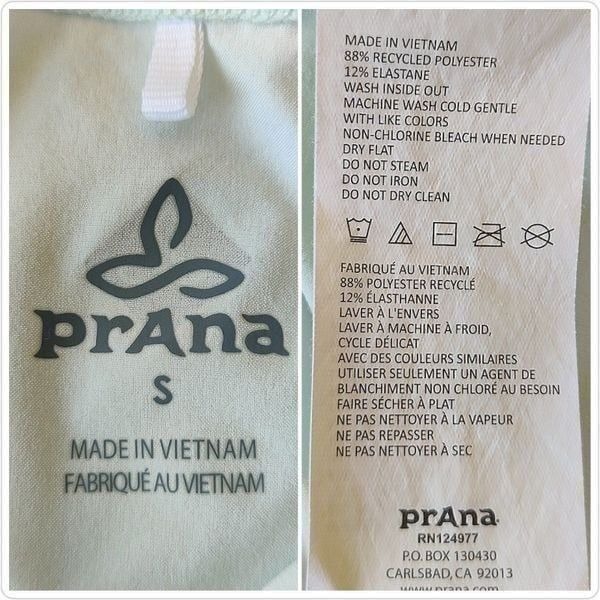 prAna
S
MADE IN VIETNAM
FABRIQUÉ AU VIETNAM
MADE IN VIETNAM
88% RECYCLED POLYESTER
12% ELASTANE
WASH INSIDE OUT
MACHINE WASH COLD GENTLE
WITH LIKE COLORS
NON-CHLORINE BLEACH WHEN NEEDED
DRY FLAT
DO NOT STEAM
DO NOT IRON
DO NOT DRY CLEAN
FABRIQUÉ AU VIETNAM
88% POLYESTER RECYCLÉ
12% ÉLASTHANNE
LAVER À L'ENVERS
LAVER À MACHINE À FROID,
CYCLE DÉLICAT
AVEC DES COULEURS SIMILAIRES
UTILISER SEULEMENT UN AGENT DE
BLANCHIMENT NON CHLORÉ AU BESOIN
FAIRE SÉCHER À PLAT
NE PAS NETTOYER À LA VAPEUR
NE PAS REPASSER
NE PAS NETTOYER À SEC
prAna
RN124977
P.O. BOX 130430
CARLSBAD, CA 92013
www.prana.com